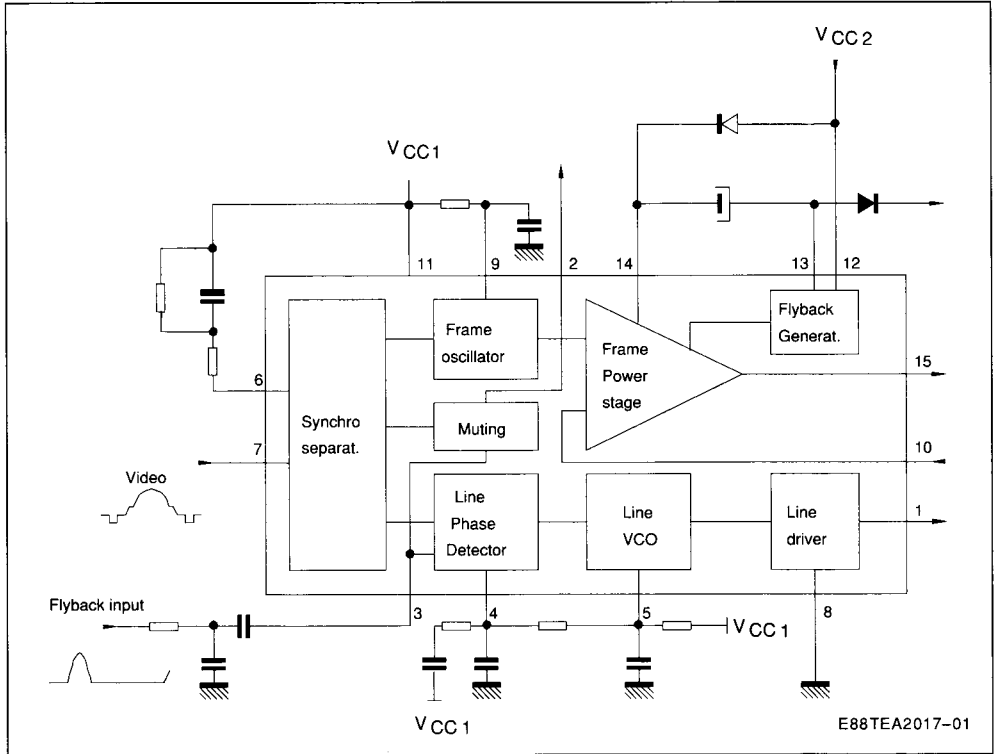 V CC 2
V CC 1
11 9 2 14 13 12
Frame
oscillator
Flyback
Generat.
Frame
Power
stage
15
6
Synchro
separat.
Muting
7
10
Video
Line
Phase
Detector
Line
VCO
Line
driver
1
Flyback input
3 4 5 8
V CC 1
V CC 1
E88TEA2017-01